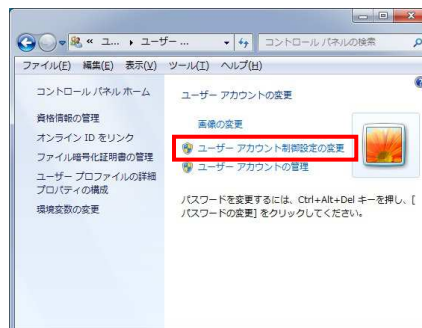 « ユ... ▸ ユーザー ...
コントロール パネルの検索
ファイル(F) 編集(E) 表示(V) ツール(T) ヘルプ(H)
コントロール パネル ホーム
資格情報の管理
オンライン ID をリンク
ファイル暗号化証明書の管理
ユーザー プロファイルの詳細
プロパティの構成
環境変数の変更
ユーザー アカウントの変更
画像の変更
ユーザー アカウント制御設定の変更
ユーザー アカウントの管理
パスワードを変更するには、Ctrl+Alt+Del キーを押し、[
パスワードの変更] をクリックしてください。